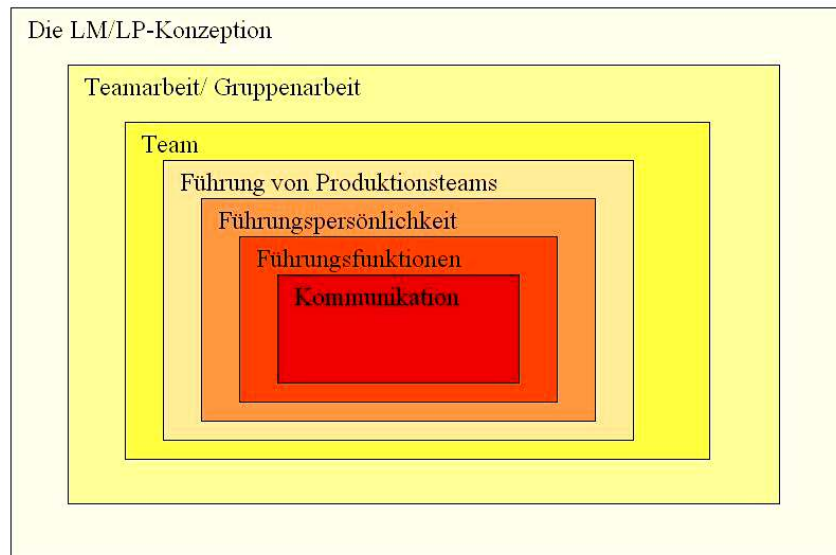 Die LM/LP-Konzeption
Teamarbeit/ Gruppenarbeit
Team
Führung von Produktionsteams
Führungspersönlichkeit
Führungsfunktionen
Kommunikation